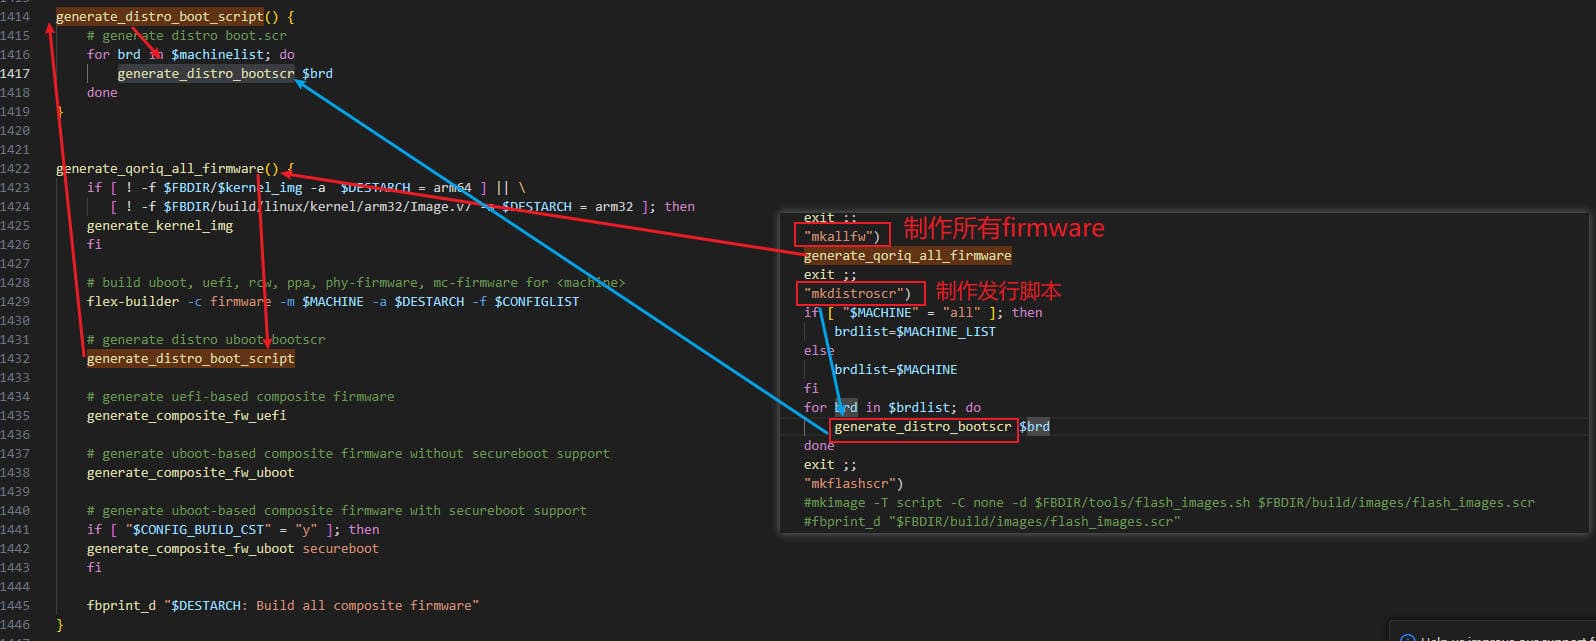 1414 generate_distro_boot_script() {
1415 # generate distro boot.scr
1416 for brd in $machinelist; do
1417 generate_distro_bootscr $brd
1418 done
1419 }
1420
1421
1422 generate_qoriq_all_firmware() {
1423 if [ ! -f $FBDIR/$kernel_img -a $DESTARCH = arm64 ] || \
1424 [ ! -f $FBDIR/build/linux/kernel/arm32/Image.v7 -a $DESTARCH = arm32 ]; then
1425 generate_kernel_img
1426 fi
1427
1428 # build uboot, uefi, rcw, ppa, phy-firmware, mc-firmware for <machine>
1429 flex-builder -c firmware -m $MACHINE -a $DESTARCH -f $CONFIGLIST
1430
1431 # generate distro uboot bootscr
1432 generate_distro_boot_script
1433
1434 # generate uefi-based composite firmware
1435 generate_composite_fw_uefi
1436
1437 # generate uboot-based composite firmware without secureboot support
1438 generate_composite_fw_uboot
1439
1440 # generate uboot-based composite firmware with secureboot support
1441 if [ "$CONFIG_BUILD_CST" = "y" ]; then
1442 generate_composite_fw_uboot secureboot
1443 fi
1444
1445 fbprint_d "$DESTARCH: Build all composite firmware"
1446 }
exit ;;
"mkallfw") 制作所有firmware
generate_qoriq_all_firmware
exit ;;
"mkdistroscr") 制作发行脚本
if [ "$MACHINE" = "all" ]; then
brdlist=$MACHINE_LIST
else
brdlist=$MACHINE
fi
for brd in $brdlist; do
generate_distro_bootscr $brd
done
exit ;;
"mkflashscr")
#mkimage -T script -C none -d $FBDIR/tools/flash_images.sh $FBDIR/build/images/flash_images.scr
#fbprint_d "$FBDIR/build/images/flash_images.scr"